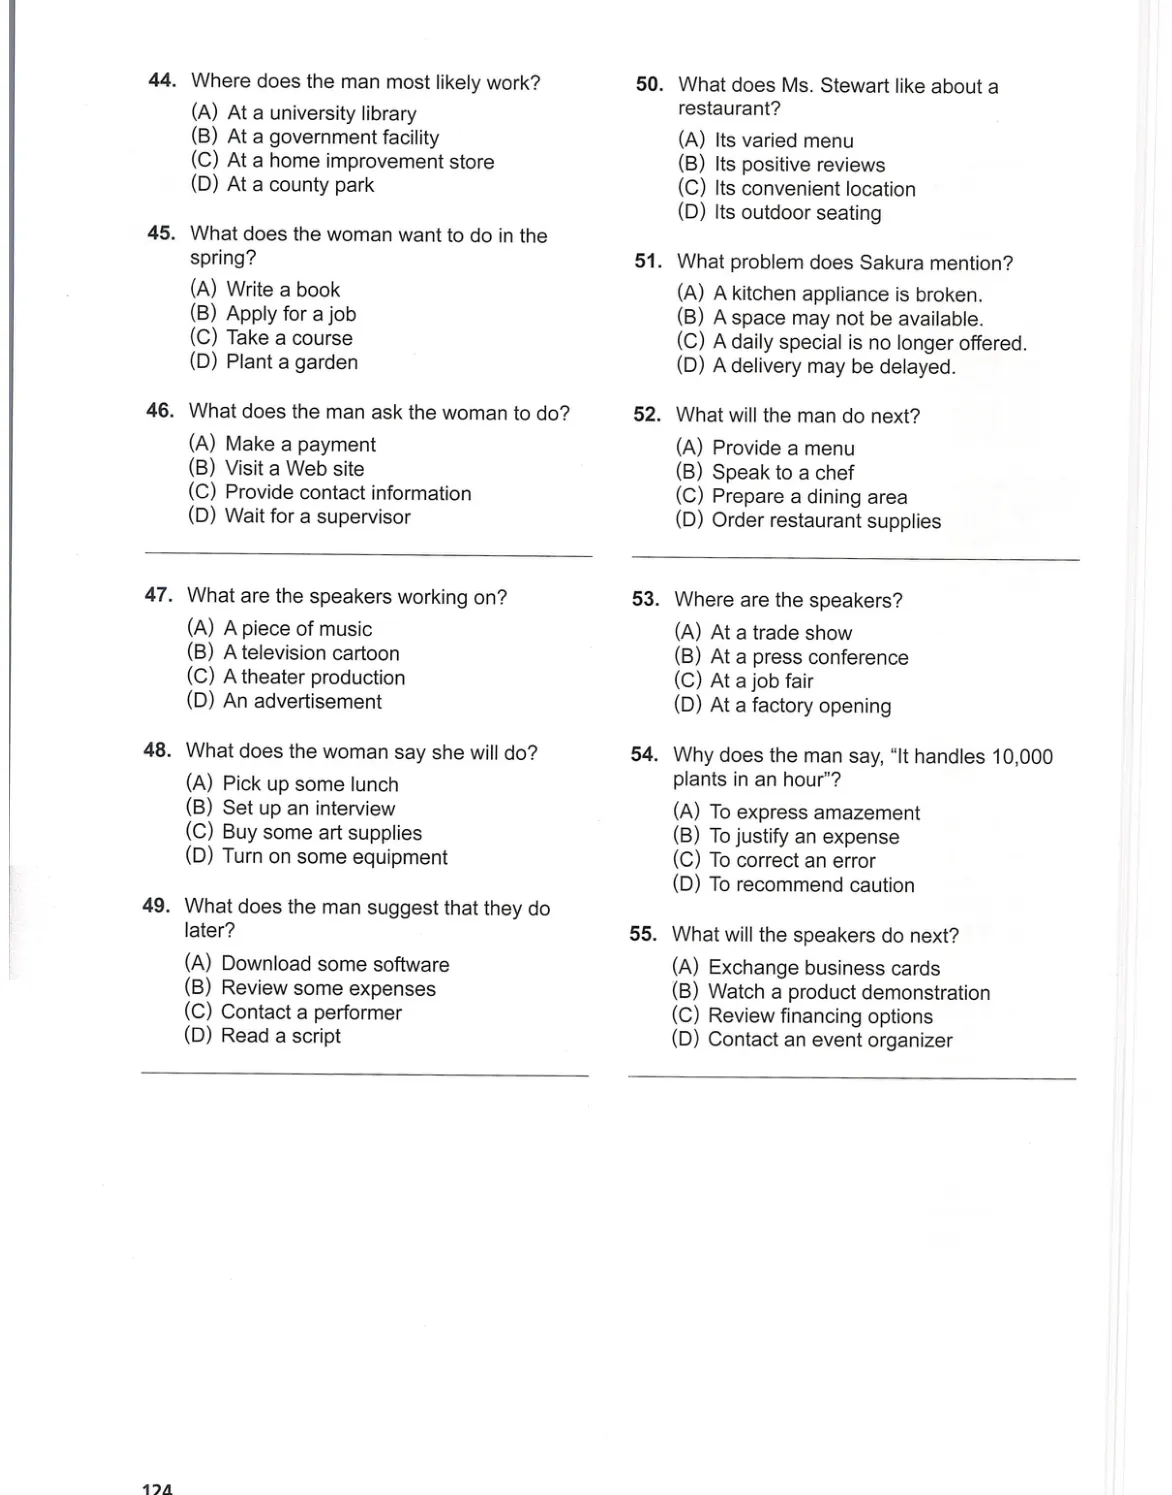 44. Where does the man most likely work?
(A) At a university library
(B) At a government facility
(C) At a home improvement store
(D) At a county park
45. What does the woman want to do in the
spring?
(A) Write a book
(B) Apply for a job
(C) Take a course
(D) Plant a garden
46. What does the man ask the woman to do?
(A) Make a payment
(B) Visit a Web site
(C) Provide contact information
(D) Wait for a supervisor
47. What are the speakers working on?
(A) A piece of music
(B) A television cartoon
(C) A theater production
(D) An advertisement
48. What does the woman say she will do?
(A) Pick up some lunch
(B) Set up an interview
(C) Buy some art supplies
(D) Turn on some equipment
49. What does the man suggest that they do
later?
(A) Download some software
(B) Review some expenses
(C) Contact a performer
(D) Read a script
50. What does Ms. Stewart like about a
restaurant?
(A) Its varied menu
(B) Its positive reviews
(C) Its convenient location
(D) Its outdoor seating
51. What problem does Sakura mention?
(A) A kitchen appliance is broken.
(B) A space may not be available.
(C) A daily special is no longer offered.
(D) A delivery may be delayed.
52. What will the man do next?
(A) Provide a menu
(B) Speak to a chef
(C) Prepare a dining area
(D) Order restaurant supplies
53. Where are the speakers?
(A) At a trade show
(B) At a press conference
(C) At a job fair
(D) At a factory opening
54. Why does the man say, “It handles 10,000
plants in an hour”?
(A) To express amazement
(B) To justify an expense
(C) To correct an error
(D) To recommend caution
55. What will the speakers do next?
(A) Exchange business cards
(B) Watch a product demonstration
(C) Review financing options
(D) Contact an event organizer
124